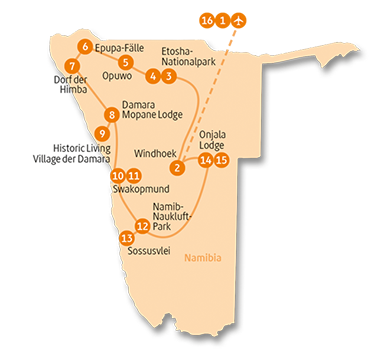 16 1
6 Epupa-Fälle
Etosha-
Nationalpark
5
7
Opuwo
4 3
Dorf der
Himba
8
Damara
Mopane Lodge
9
Historic Living
Village der Damara
Onjala
Lodge
Windhoek
2
14 15
10 11
Swakopmund
Namib-
Naukluft-
Park
12
13
Sossusvlei
Namibia